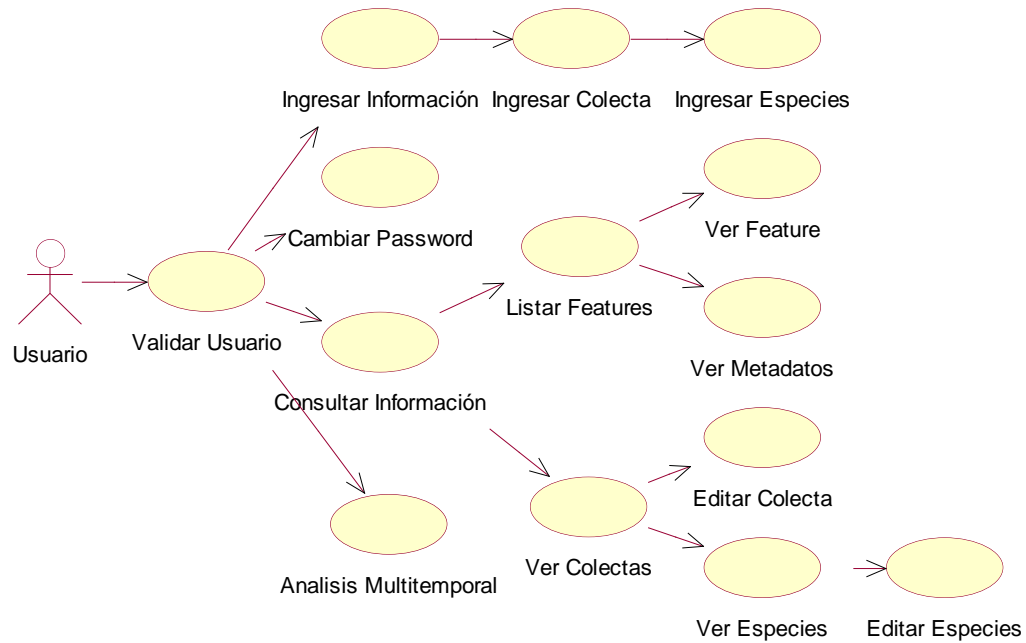 Ingresar Información
Ingresar Colecta
Ingresar Especies
Cambiar Password
Ver Feature
Listar Features
Usuario
Validar Usuario
Ver Metadatos
Consultar Información
Editar Colecta
Ver Colectas
Analisis Multitemporal
Ver Especies
Editar Especies